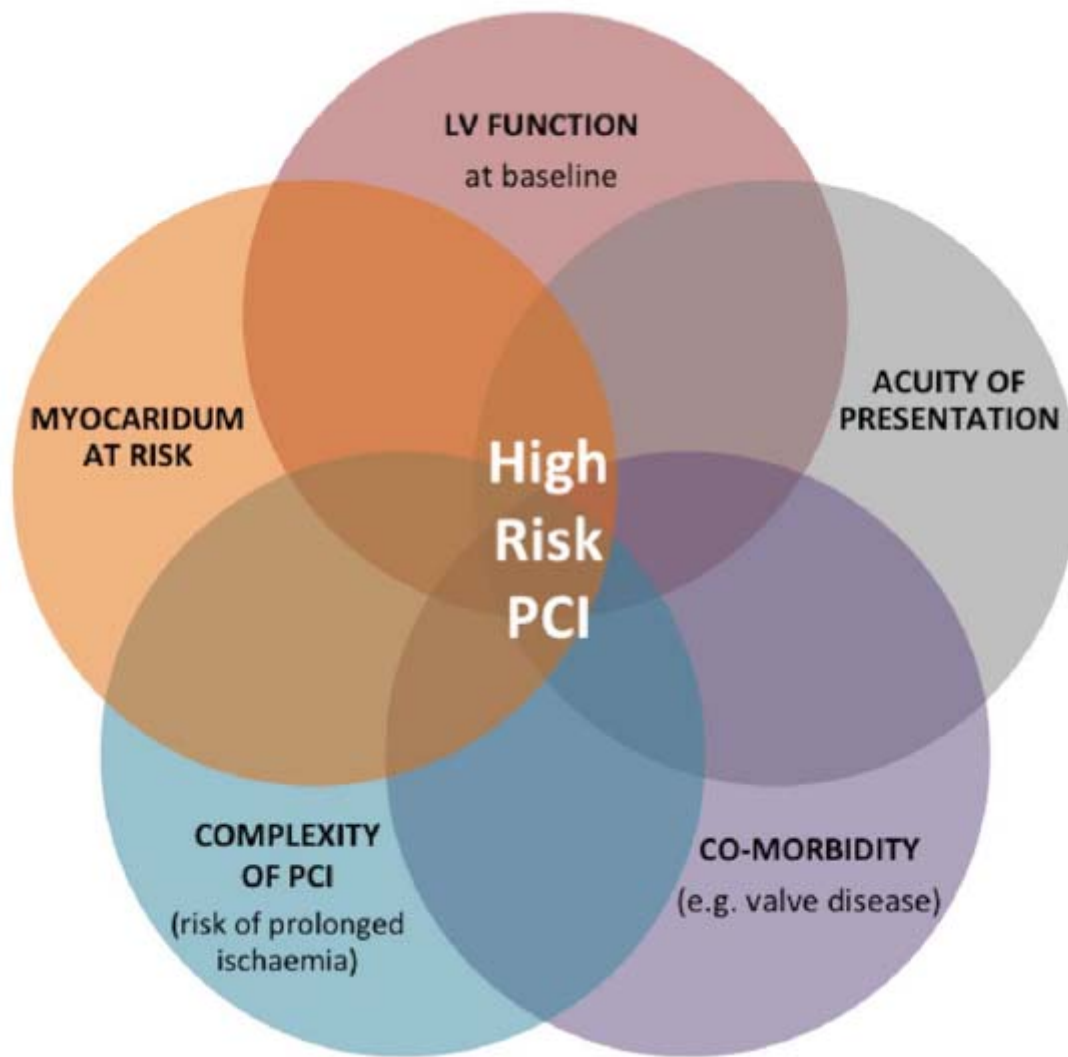 LV FUNCTION
at baseline
MYOCARIDUM
AT RISK
ACUITY OF
PRESENTATION
High
Risk
PCI
COMPLEXITY
OF PCI
(risk of prolonged
ischaemia)
CO-MORBIDITY
(e.g. valve disease)